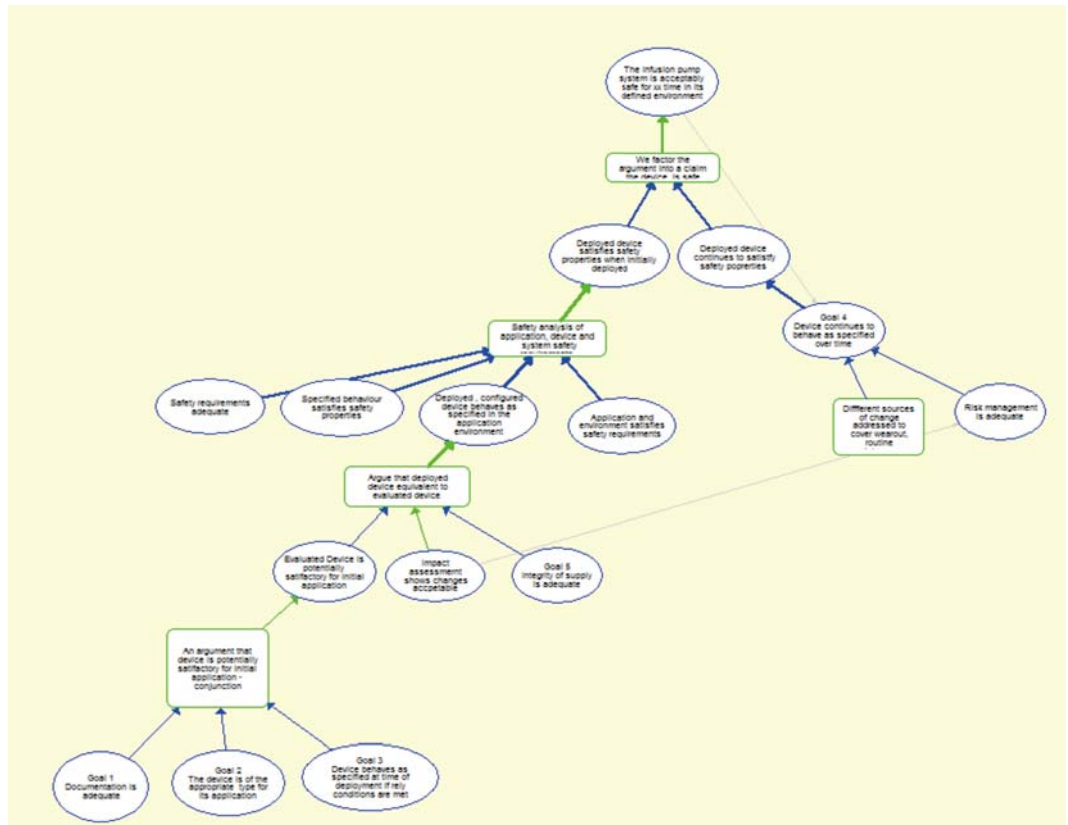 The Infusion pump
system is acceptably
safe for xx time in its
defined environment
We factor the
argument into a claim
the device is safe
Deployed device
satisfies safety
properties when initially
deployed
Deployed device
continues to satistfy
safety poprerties
Goal 4
Device continues to
behave as specified
over time
Safety analysis of
application, device and
system safety
Safety requirements
adequate
Specified behaviour
satisfies safety
properties
Deployed , configured
device behaves as
specified in the
application
environment
Application and
environment satisfies
safety requirements
Different sources
of change
addressed to
cover wearout,
routine
Risk management
is adequate
Argue that deployed
device equivalent to
evaluated device
Evaluated Device is
potentially
satifactory for initial
application
Impact
assessment
shows changes
accpetable
Goal 5
Integrity of supply
is adequate
An argument that
device is potentially
satifactory for initial
application -
conjunction
Goal 1
Documentation is
adequate
Goal 2
The device is of the
appropriate type for
its application
Goal 3
Device behaves as
specified at time of
deployment if rely
conditions are met